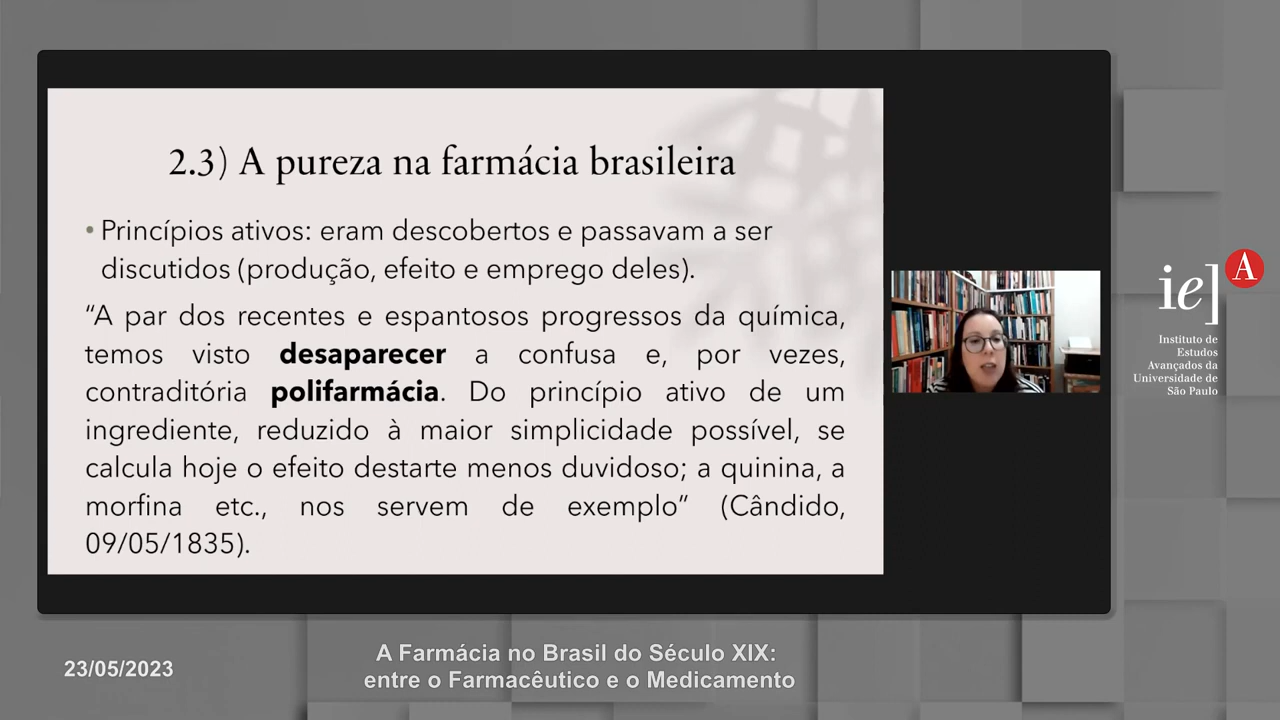 2.3) A pureza na farmácia brasileira
• Princípios ativos: eram descobertos e passavam a ser
discutidos (produção, efeito e emprego deles).
“A par dos recentes e espantosos progressos da química,
temos visto desaparecer a confusa e, por vezes,
contraditória polifarmácia. Do princípio ativo de um
ingrediente, reduzido à maior simplicidade possível, se
calcula hoje o efeito destarte menos duvidoso; a quinina, a
morfina etc., nos servem de exemplo” (Cândido,
09/05/1835).
ie] A
Instituto de
Estudos
Avançados da
Universidade de
São Paulo
23/05/2023
A Farmácia no Brasil do Século XIX:
entre o Farmacêutico e o Medicamento